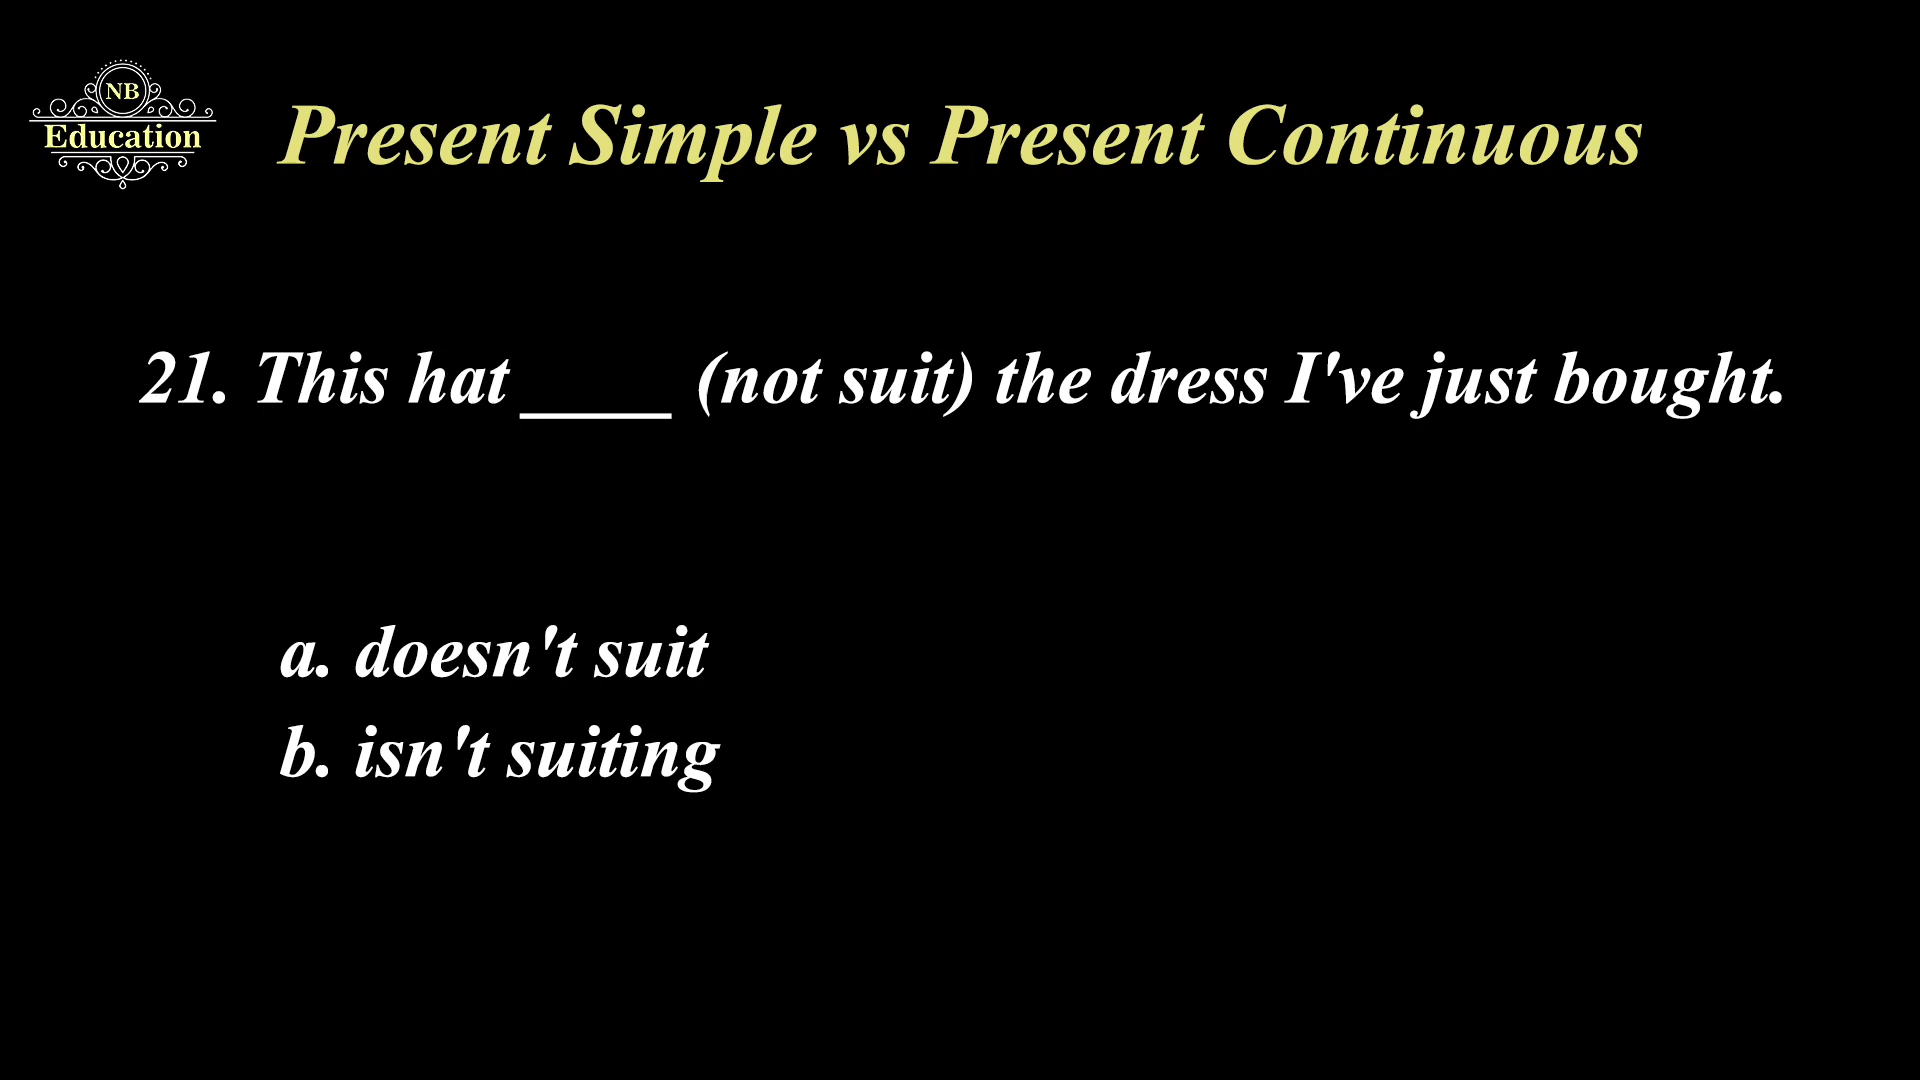 NB
Education
Present Simple vs Present Continuous
21. This hat ____ (not suit) the dress I've just bought.
a. doesn't suit
b. isn't suiting